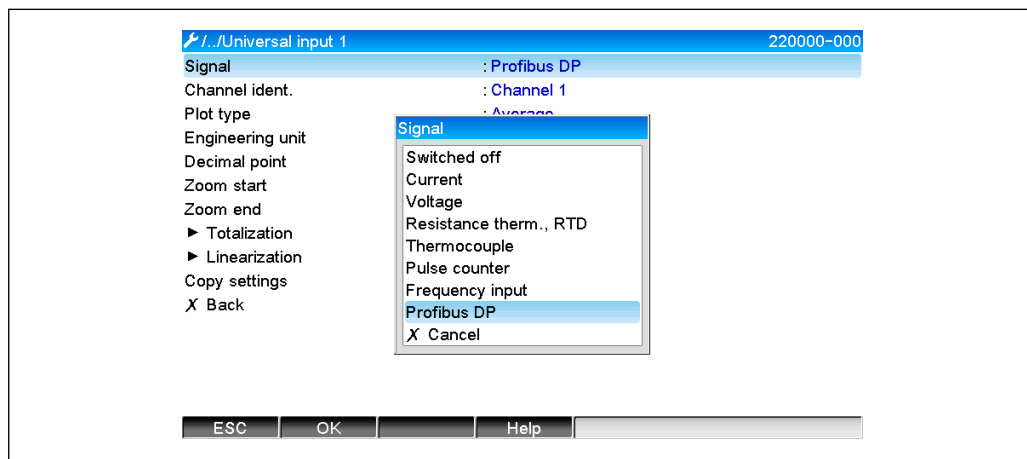 /../Universal input 1 220000-000
Signal : Profibus DP
Channel ident. : Channel 1
Plot type : Average
Engineering unit
Decimal point
Zoom start
Zoom end
► Totalization
► Linearization
Copy settings
X Back
Signal
Switched off
Current
Voltage
Resistance therm., RTD
Thermocouple
Pulse counter
Frequency input
Profibus DP
X Cancel
ESC OK Help